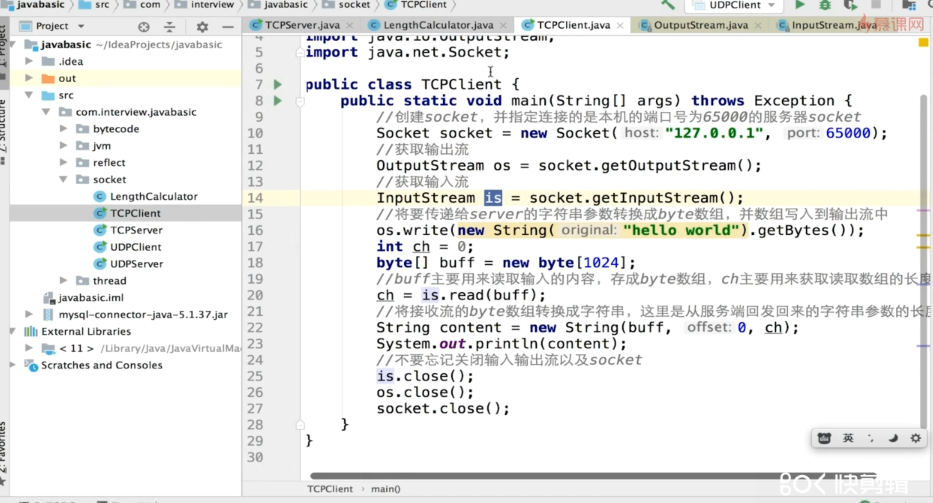 javabasic src com interview javabasic socket TCPClient UDPClient
Project
TCPServer.java LengthCalculator.java TCPClient.java OutputStream.java InputStream.java
慕课网
javabasic ~/IdeaProjects/javabasic
.idea
out
src
com.interview.javabasic
bytecode
jvm
reflect
socket
LengthCalculator
TCPClient
TCPServer
UDPClient
UDPServer
thread
javabasic.iml
mysql-connector-java-5.1.37.jar
External Libraries
< 11 > /Library/Java/JavaVirtualMa
Scratches and Consoles
1: Project
7: Structure
2: Favorites
4 import java.io.OutputStream;
5 import java.net.Socket;
6
7 public class TCPClient {
8 public static void main(String[] args) throws Exception {
9 //创建socket，并指定连接的是本机的端口号为65000的服务器socket
10 Socket socket = new Socket( host: "127.0.0.1", port: 65000);
11 //获取输出流
12 OutputStream os = socket.getOutputStream();
13 //获取输入流
14 InputStream is = socket.getInputStream();
15 //将要传递给server的字符串参数转换成byte数组，并数组写入到输出流中
16 os.write(new String( original: "hello world").getBytes());
17 int ch = 0;
18 byte[] buff = new byte[1024];
19 //buff主要用来读取输入的内容，存成byte数组，ch主要用来获取读取数组的长度
20 ch = is.read(buff);
21 //将接收流的byte数组转换成字符串，这里是从服务端回发回来的字符串参数的长度
22 String content = new String(buff, offset: 0, ch);
23 System.out.println(content);
24 //不要忘记关闭输入输出流以及socket
25 is.close();
26 os.close();
27 socket.close();
28 }
29 }
30
英
TCPClient main()
快剪辑